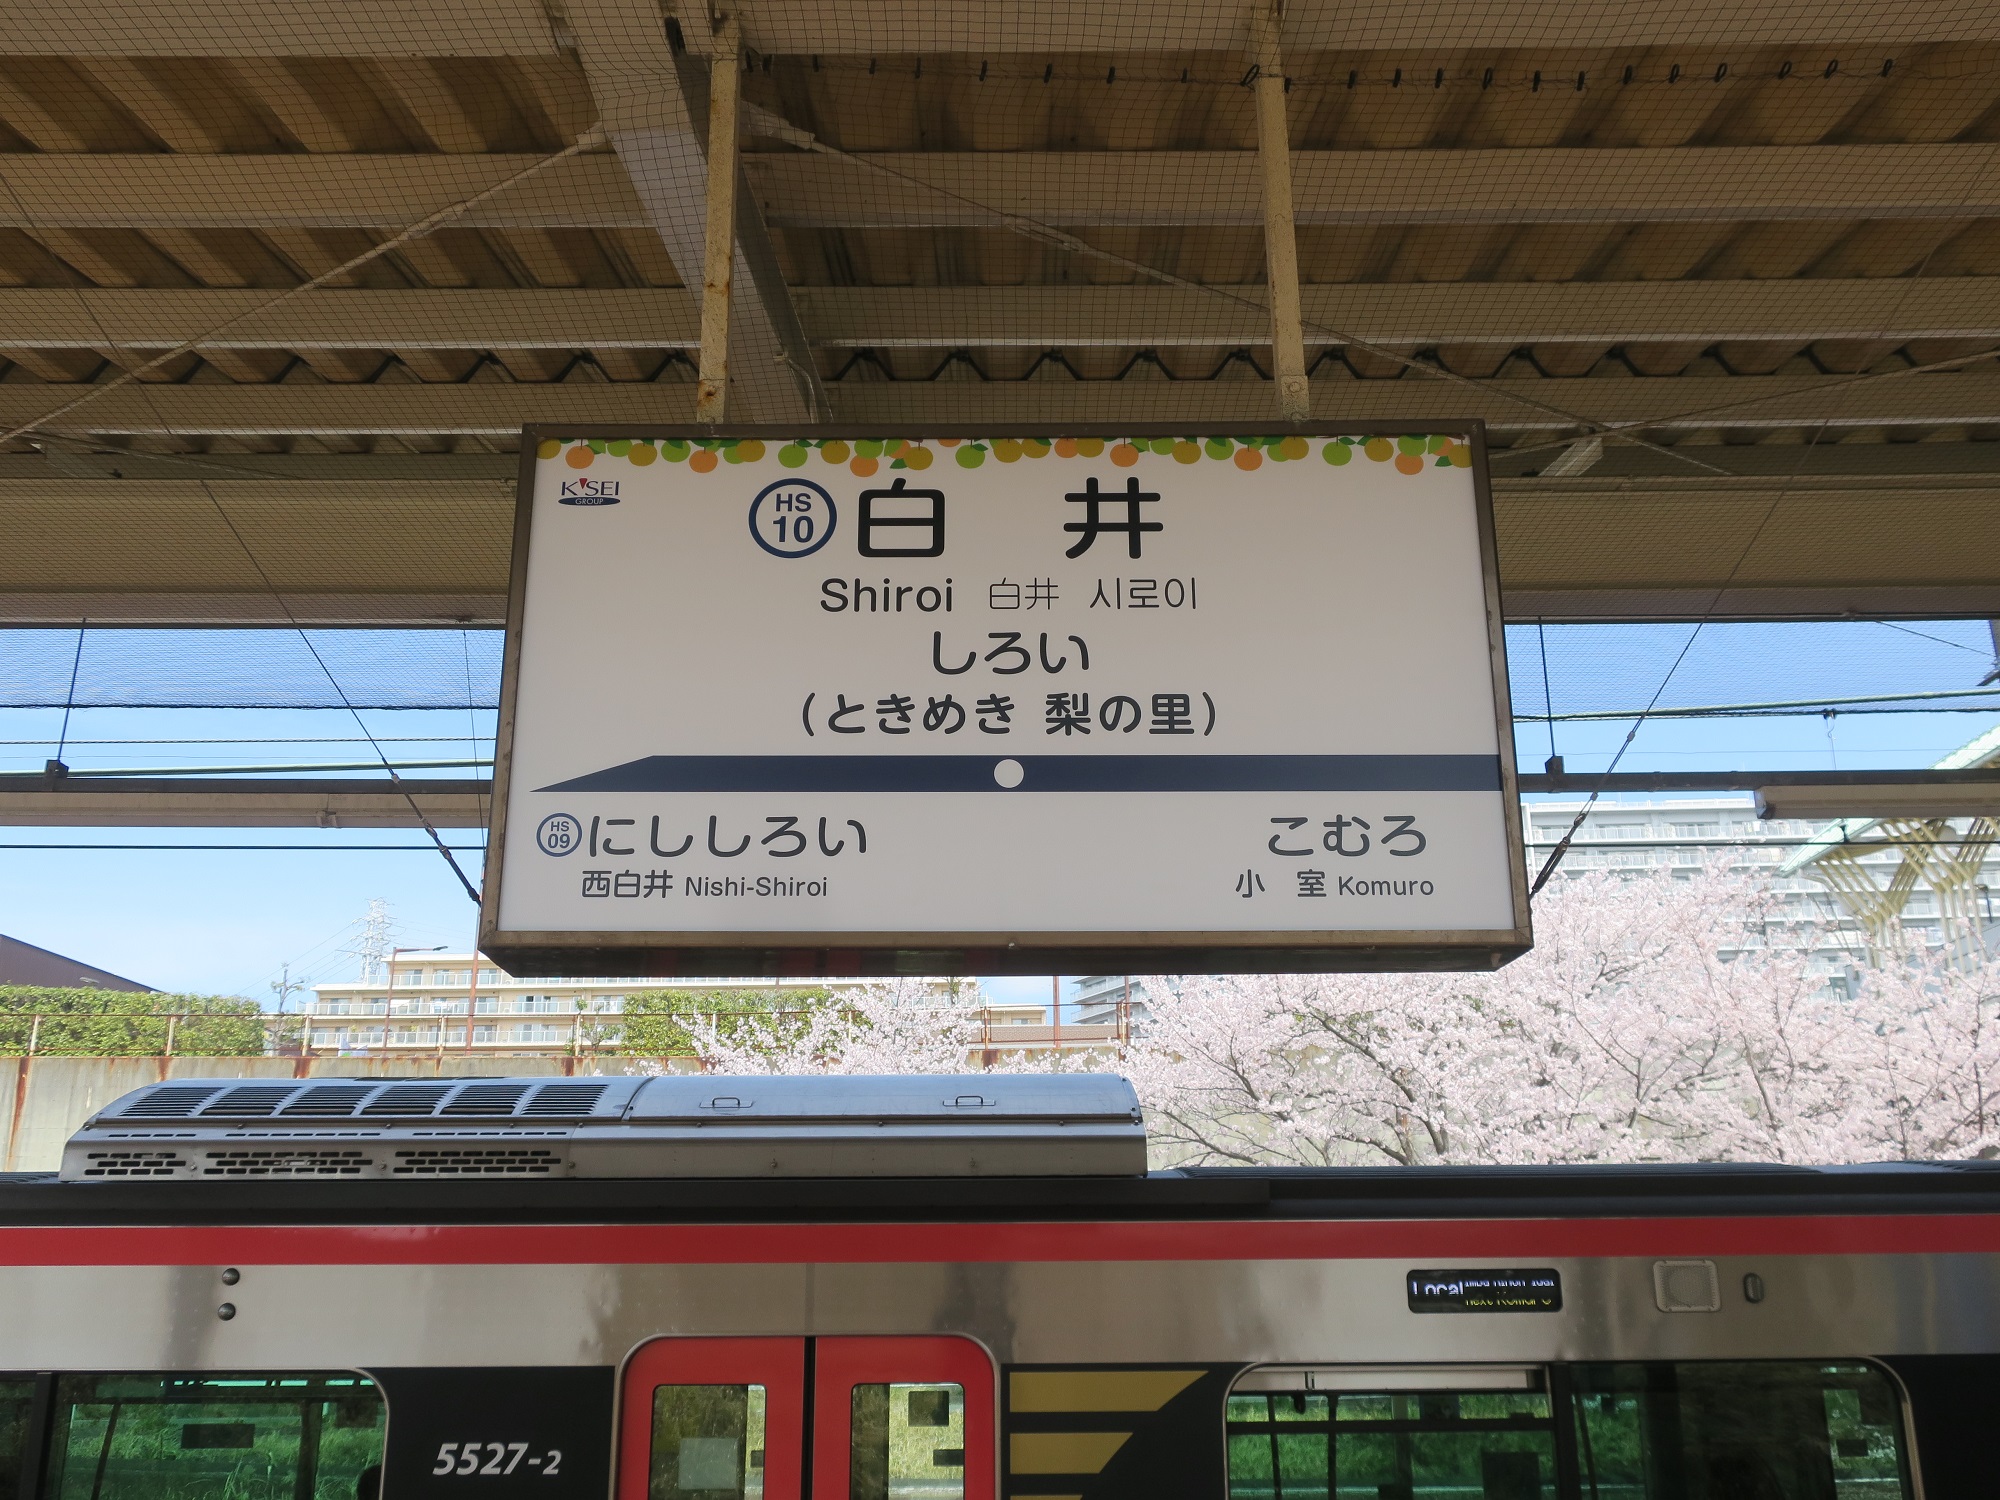 K'SEI
GROUP
HS
10
白井
Shiroi 白井 시로이
しろい
(ときめき 梨の里)
HS
09
にししろい
西白井 Nishi-Shiroi
こむろ
小室 Komuro
Local
5527-2